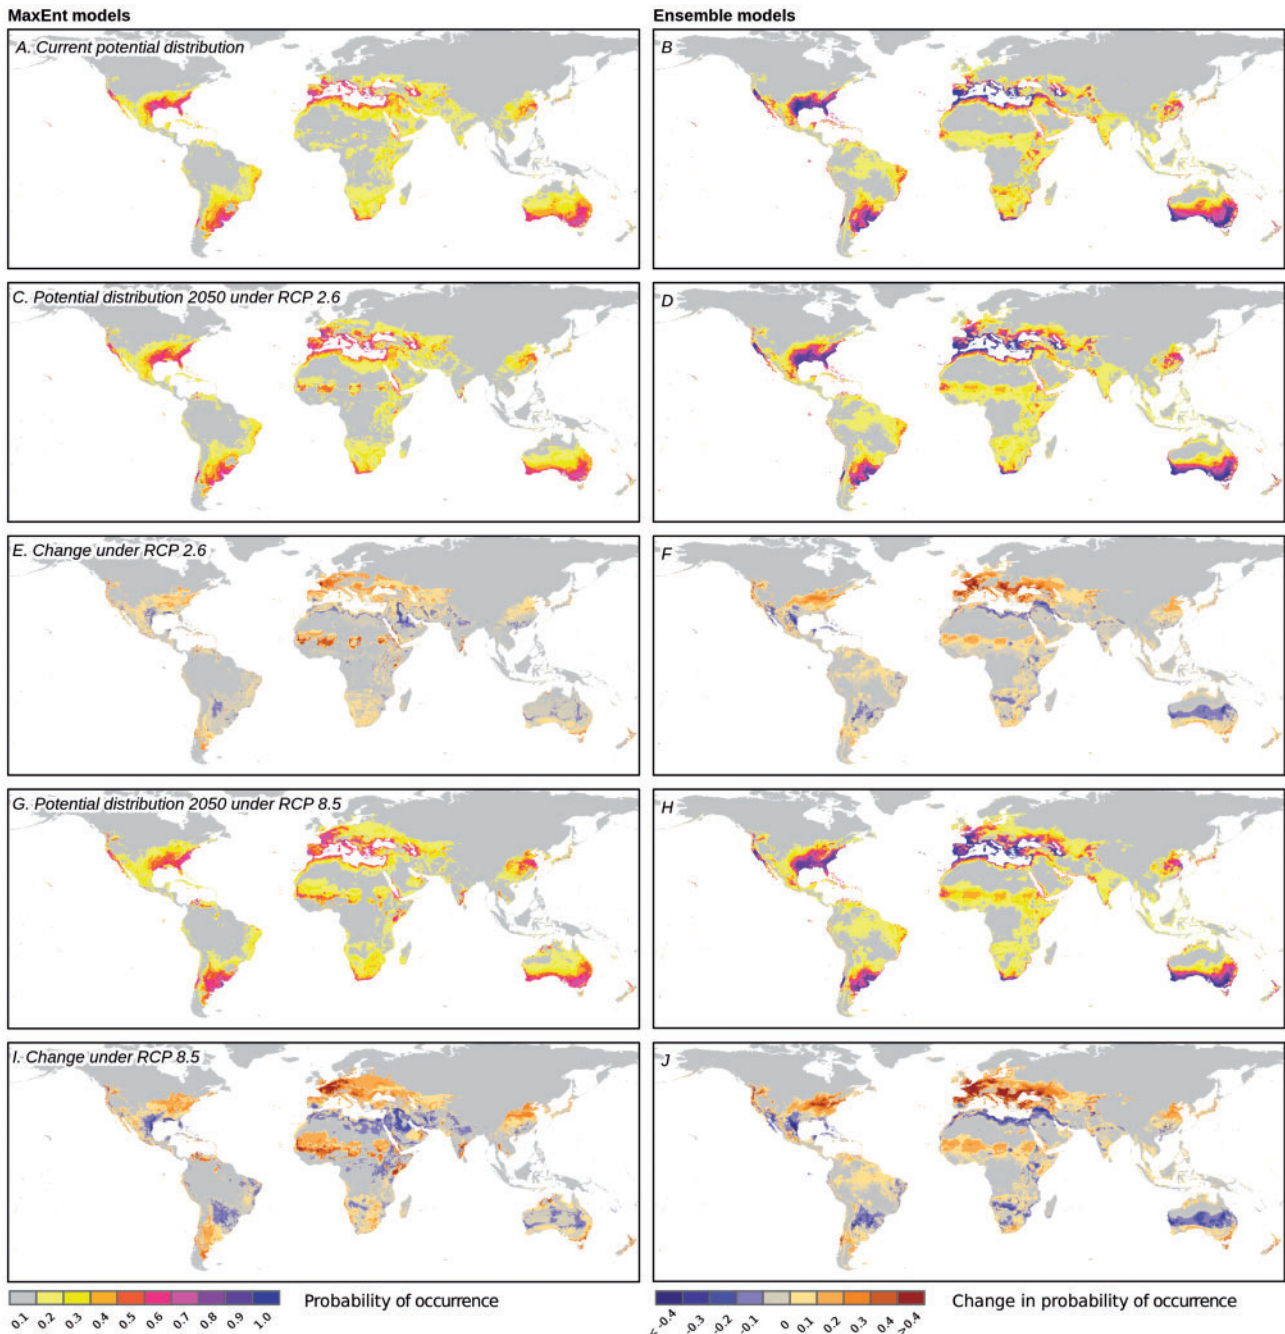 MaxEnt models
Ensemble models
A. Current potential distribution
B
C. Potential distribution 2050 under RCP 2.6
D
E. Change under RCP 2.6
F
G. Potential distribution 2050 under RCP 8.5
H
I. Change under RCP 8.5
J
0.1 0.2 0.3 0.4 0.5 0.6 0.7 0.8 0.9 1.0
Probability of occurrence
< -0.4 -0.3 -0.2 -0.1 0 0.1 0.2 0.3 0.4 >0.4
Change in probability of occurrence